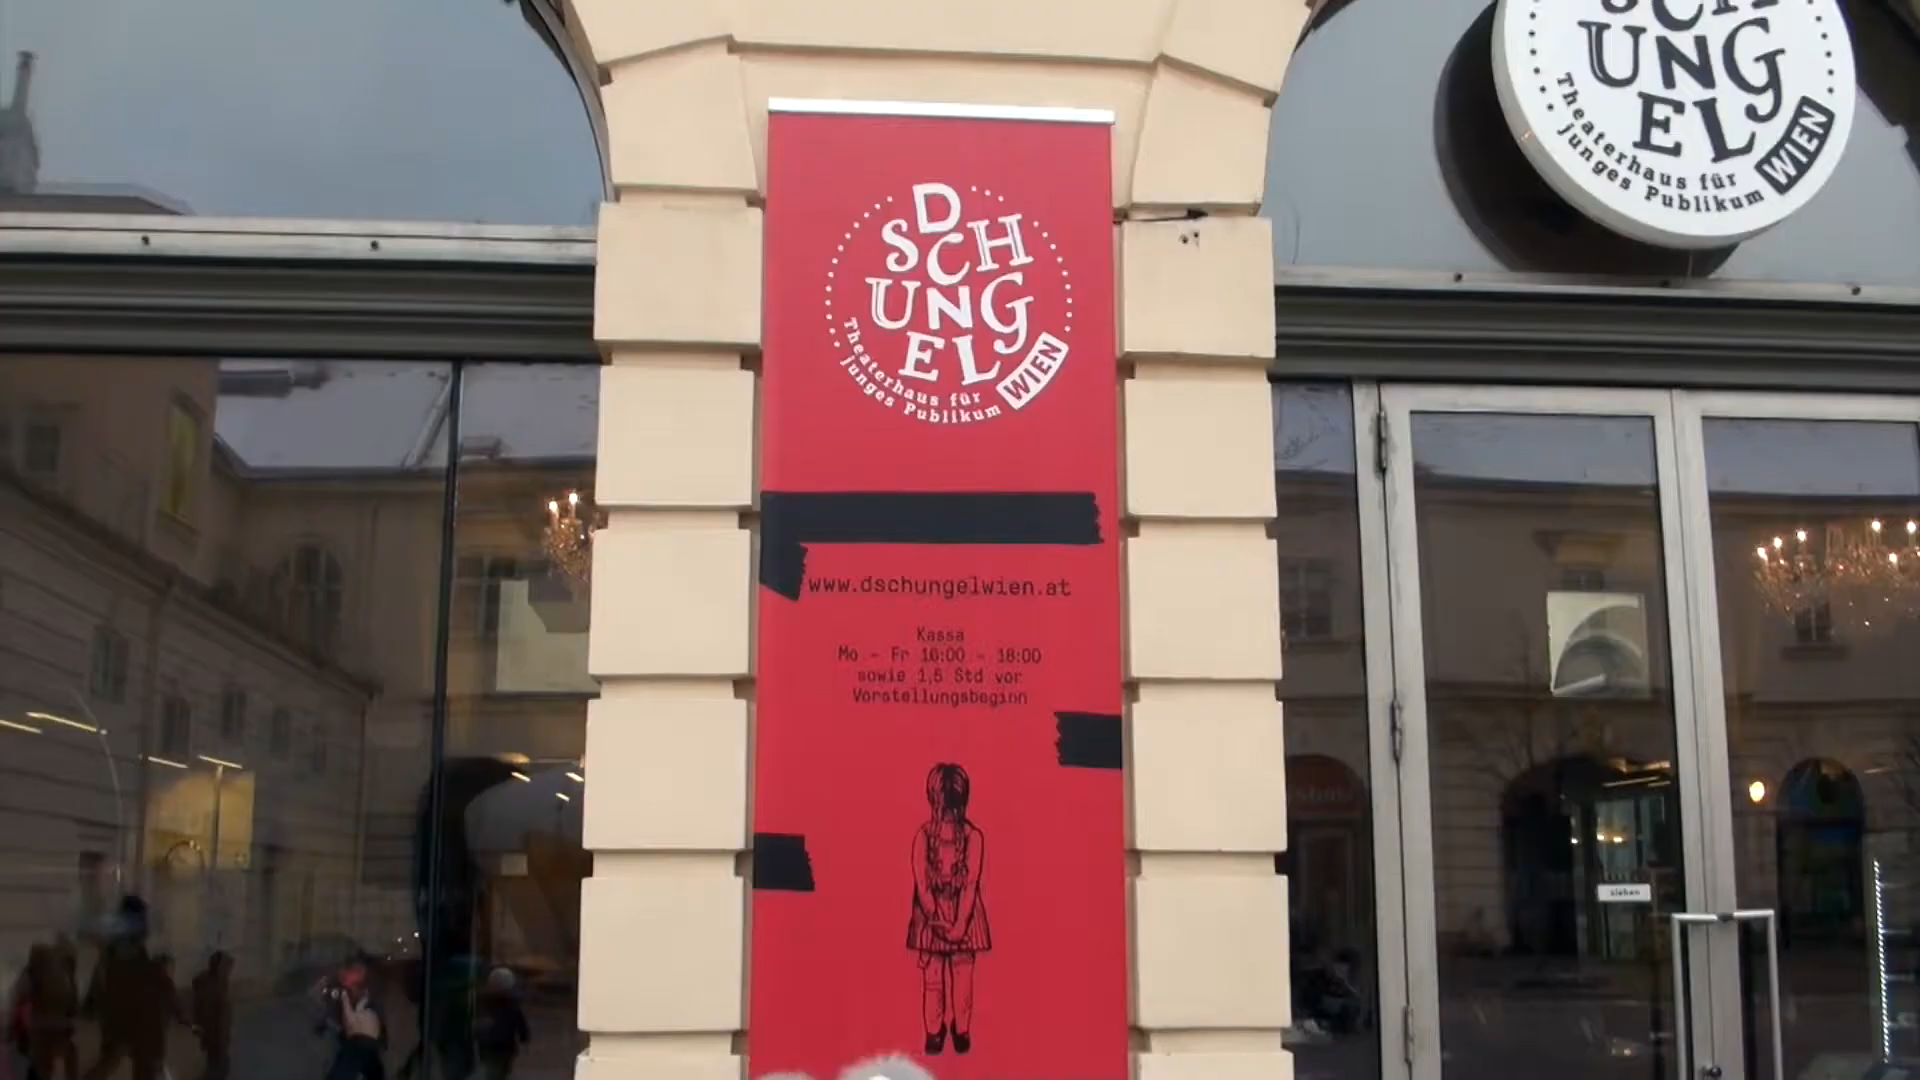 D
SCH
UNG
EL
WIEN
Theaterhaus für
junges Publikum
www.dschungelwien.at
Kassa
Mo - Fr 16:00 - 18:00
sowie 1,5 Std vor
Vorstellungsbeginn
SCH
UNG
EL
WIEN
Theaterhaus für
junges Publikum
ziehen